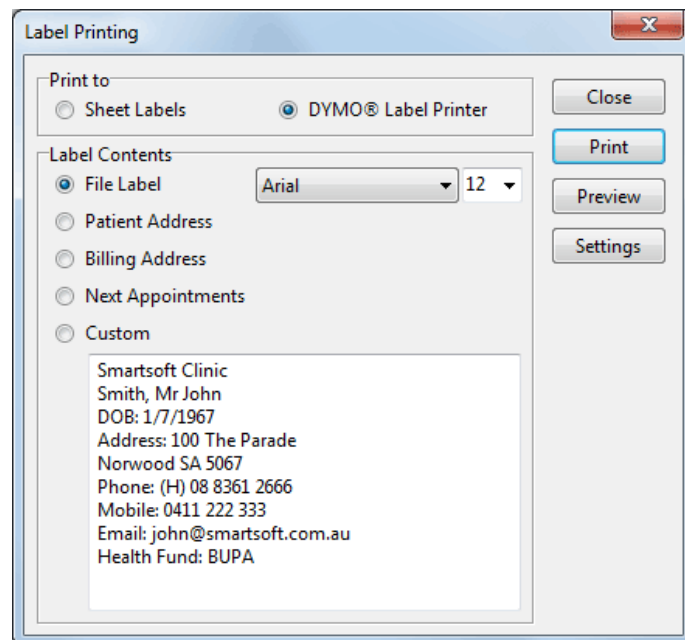 Label Printing
x
Print to
Sheet Labels DYMO® Label Printer
Close
Print
Preview
Settings
Label Contents
File Label Arial 12
Patient Address
Billing Address
Next Appointments
Custom
Smartsoft Clinic
Smith, Mr John
DOB: 1/7/1967
Address: 100 The Parade
Norwood SA 5067
Phone: (H) 08 8361 2666
Mobile: 0411 222 333
Email: john@smartsoft.com.au
Health Fund: BUPA